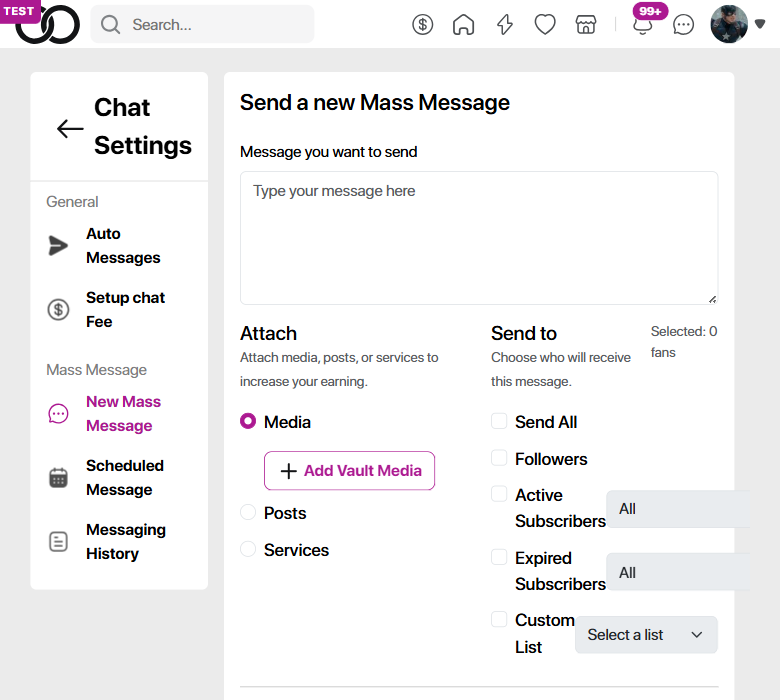 TEST
Search...
99+
Chat
Settings
General
Auto
Messages
Setup chat
Fee
Mass Message
New Mass
Message
Scheduled
Message
Messaging
History
Send a new Mass Message
Message you want to send
Type your message here
Attach
Attach media, posts, or services to
increase your earning.
Media
Add Vault Media
Posts
Services
Send to
Selected: 0
fans
Choose who will receive
this message.
Send All
Followers
Active
Subscribers
All
Expired
Subscribers
All
Custom
List
Select a list